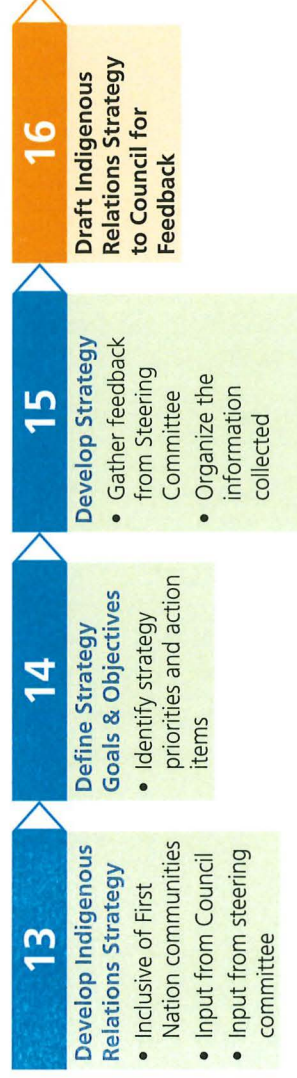 13
Develop Indigenous
Relations Strategy
• Inclusive of First
Nation communities
• Input from Council
• Input from steering
committee
14
Define Strategy
Goals & Objectives
• Identify strategy
priorities and action
items
15
Develop Strategy
• Gather feedback
from Steering
Committee
• Organize the
information
collected
16
Draft Indigenous
Relations Strategy
to Council for
Feedback